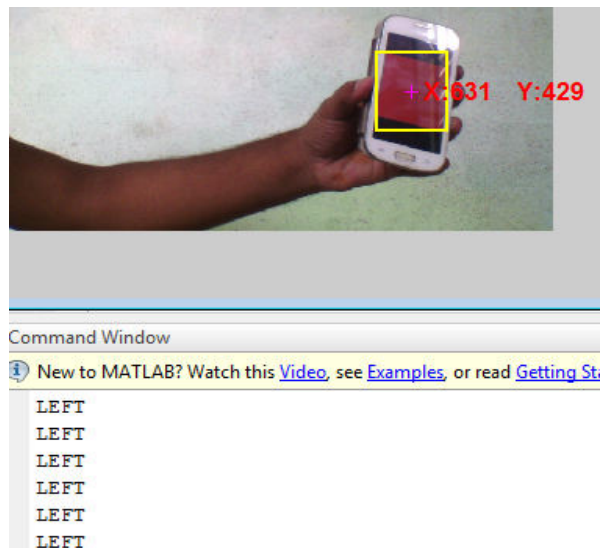 X:631 Y:429
Command Window
New to MATLAB? Watch this Video, see Examples, or read Getting Sta
LEFT
LEFT
LEFT
LEFT
LEFT
LEFT